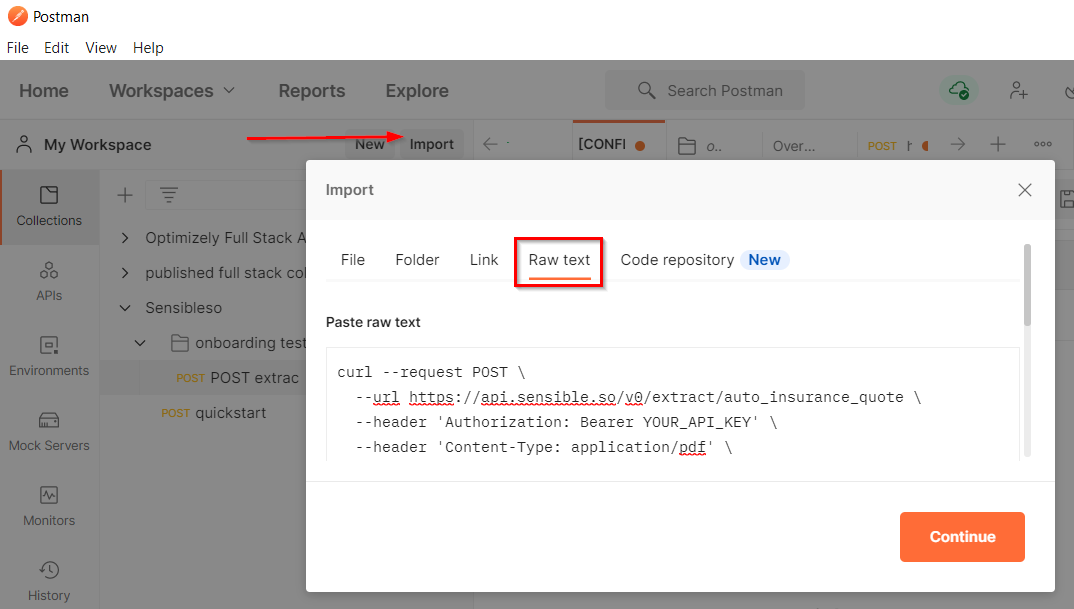 Postman
File Edit View Help
Home Workspaces Reports Explore Search Postman
My Workspace New Import [CONFI o.. Over... POST
Import
Collections
APIs
Environments
Mock Servers
Monitors
History
Optimizely Full Stack A
published full stack col
Sensibleso
onboarding test
POST POST extrac
POST quickstart
File Folder Link Raw text Code repository New
Paste raw text
curl --request POST \
--url https://api.sensible.so/v0/extract/auto_insurance_quote \
--header 'Authorization: Bearer YOUR_API_KEY' \
--header 'Content-Type: application/pdf' \
Continue